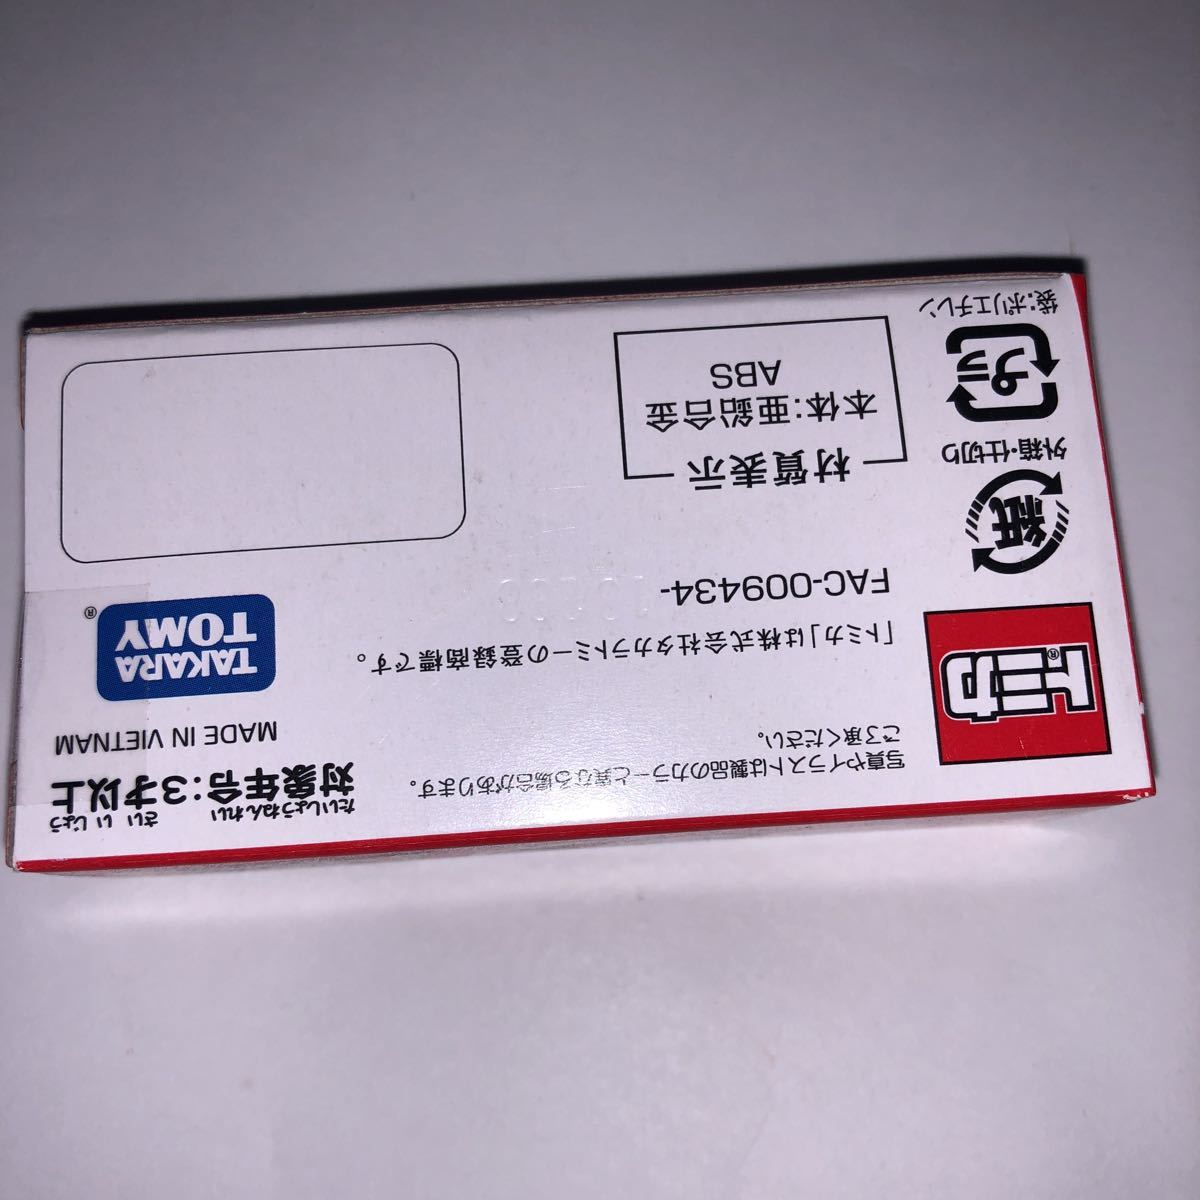 トミカ®
写真やイラストは製品のカラーと異なる場合があります。
ご了承ください。
「トミカ」は株式会社タカラトミーの登録商標です。
FAC-009434-
たいしょうねんれい さい いじょう
対象年令:3才以上
MADE IN VIETNAM
TAKARA
TOMY
®
紙
外箱・仕切り
プラ
袋:ポリエチレン
材質表示
本体:亜鉛合金
ABS